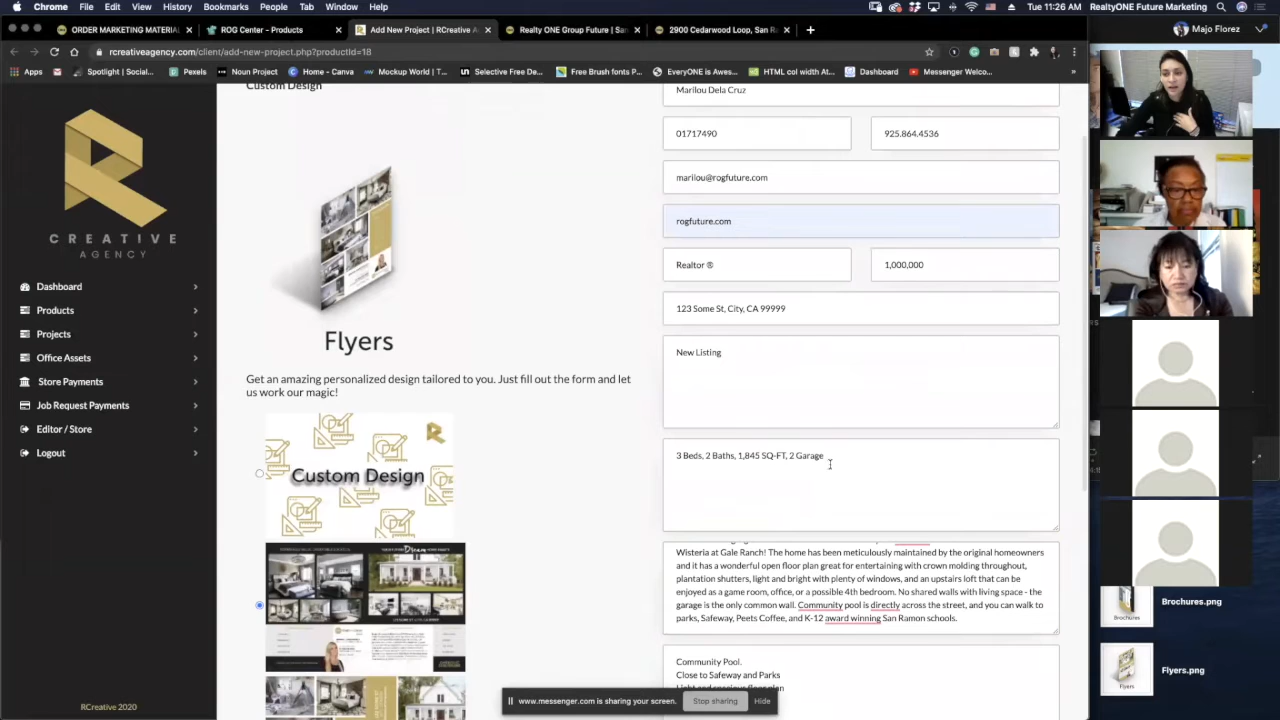 Chrome File Edit View History Bookmarks People Tab Window Help Tue 11:26 AM RealtyONE Future Marketing
ORDER MARKETING MATERIAL ROG Center - Products Add New Project | RCreative A Realty ONE Group Future | San 2900 Cedarwood Loop, San R
Majo Florez
rcreativeagency.com/client/add-new-project.php?productId=18
Apps Spotlight | Social... Pexels Noun Project Home - Canva Mockup World | T... Selective Free De... Free Brush fonts P... EveryONE is Awes... HTML col width At... Dashboard Messenger Welco... »
CREATIVE
AGENCY
Dashboard
Products
Projects
Office Assets
Store Payments
Job Request Payments
Editor / Store
Logout
RCreative 2020
Custom Design
Flyers
Get an amazing personalized design tailored to you. Just fill out the form and let
us work our magic!
Custom Design
Marilou Dela Cruz
01717490 925.864.4536
marilou@rogfuture.com
rogfuture.com
Realtor ® 1,000,000
123 Some St, City, CA 99999
New Listing
3 Beds, 2 Baths, 1,845 SQ-FT, 2 Garage
Wisteria at Gale Ranch! The home has been meticulously maintained by the original homeowners
and it has a wonderful open floor plan great for entertaining with crown molding throughout,
plantation shutters, light and bright with plenty of windows, and an upstairs loft that can be
enjoyed as a game room, office, or a possible 4th bedroom. No shared walls with living space - the
garage is the only common wall. Community pool is directly across the street, and you can walk to
parks, Safeway, Peets Coffee, and K-12 San Ramon schools.
Community Pool
Close to Safeway and Parks
www.messenger.com is sharing your screen. Stop sharing Hide
Brochures.png
Brochures
Flyers.png
Flyers